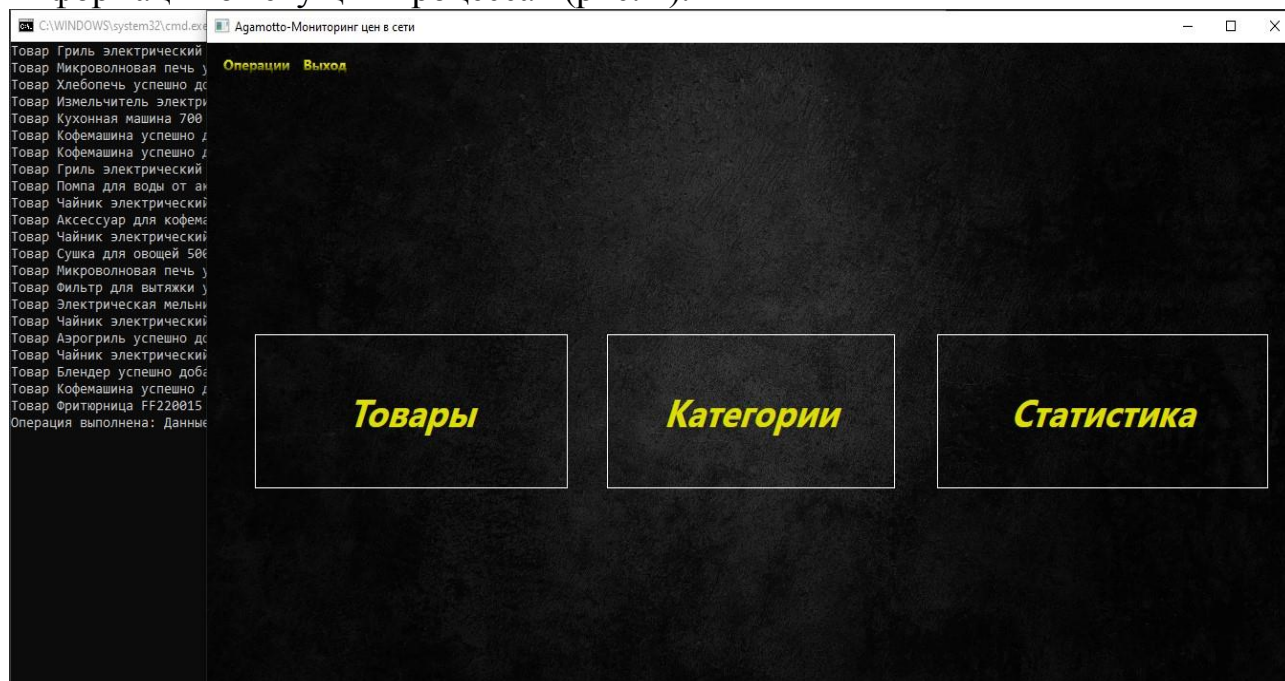 C:\WINDOWS\system32\cmd.exe
Agamotto-Мониторинг цен в сети
Товар Гриль электрический
Товар Микроволновая печь
Товар Хлебопечь успешно
Товар Измельчитель
Товар Кухонная машина 700
Товар Кофемашина успешно
Товар Кофемашина успешно
Товар Гриль электрический
Товар Помпа для воды от
Товар Чайник электрический
Товар Аксессуар для
Товар Чайник электрический
Товар Сушка для овощей 500
Товар Микроволновая печь
Товар Фильтр для вытяжки
Товар Электрическая
Товар Чайник электрический
Товар Аэрогриль успешно
Товар Чайник электрический
Товар Блендер успешно
Товар Кофемашина успешно
Товар Фритюрница FF220015
Операция выполнена: Данные
Операции Выход
Товары
Категории
Статистика